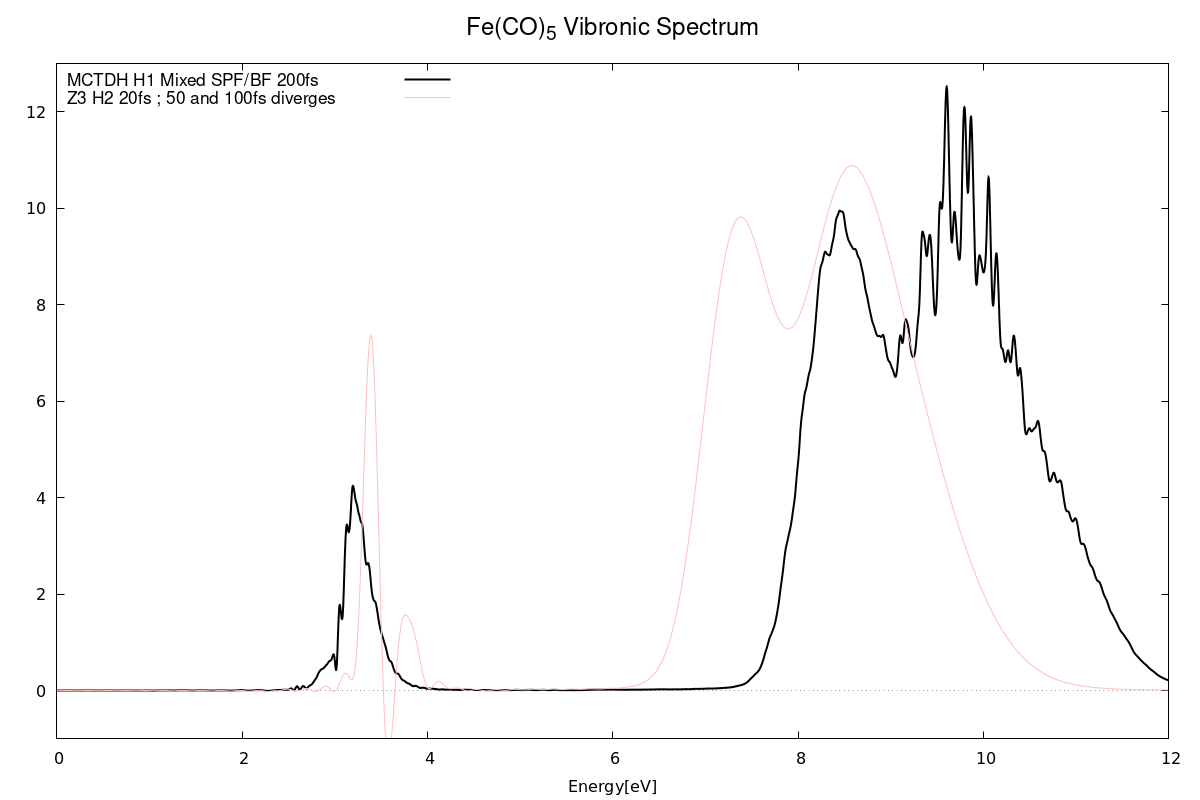 Fe(CO)5 Vibronic Spectrum
MCTDH H1 Mixed SPF/BF 200fs
Z3 H2 20fs ; 50 and 100fs diverges
12
10
8
6
4
2
0
0 2 4 6 8 10 12
Energy[eV]